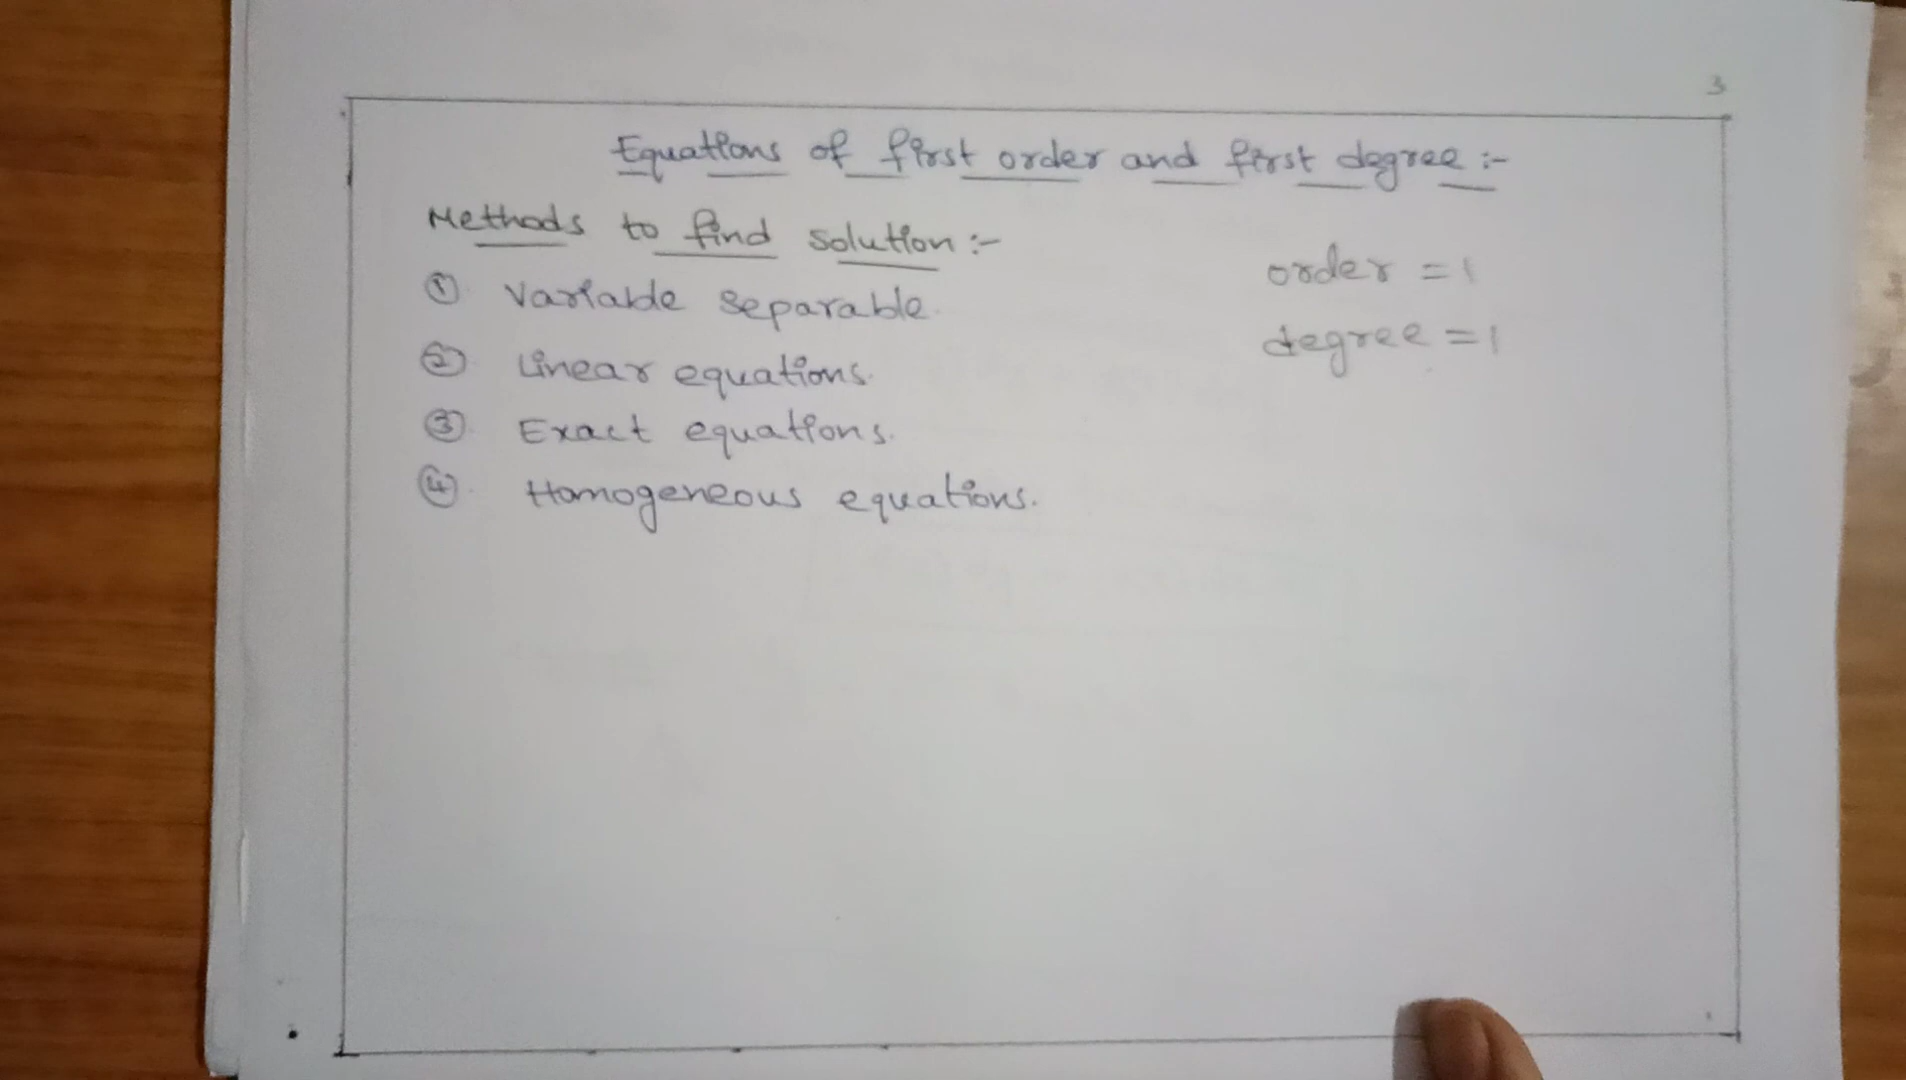 3
Equations of first order and first degree :-
Methods to find solution :-
① Variable separable.
② Linear equations.
③ Exact equations.
④ Homogeneous equations.
order = 1
degree = 1